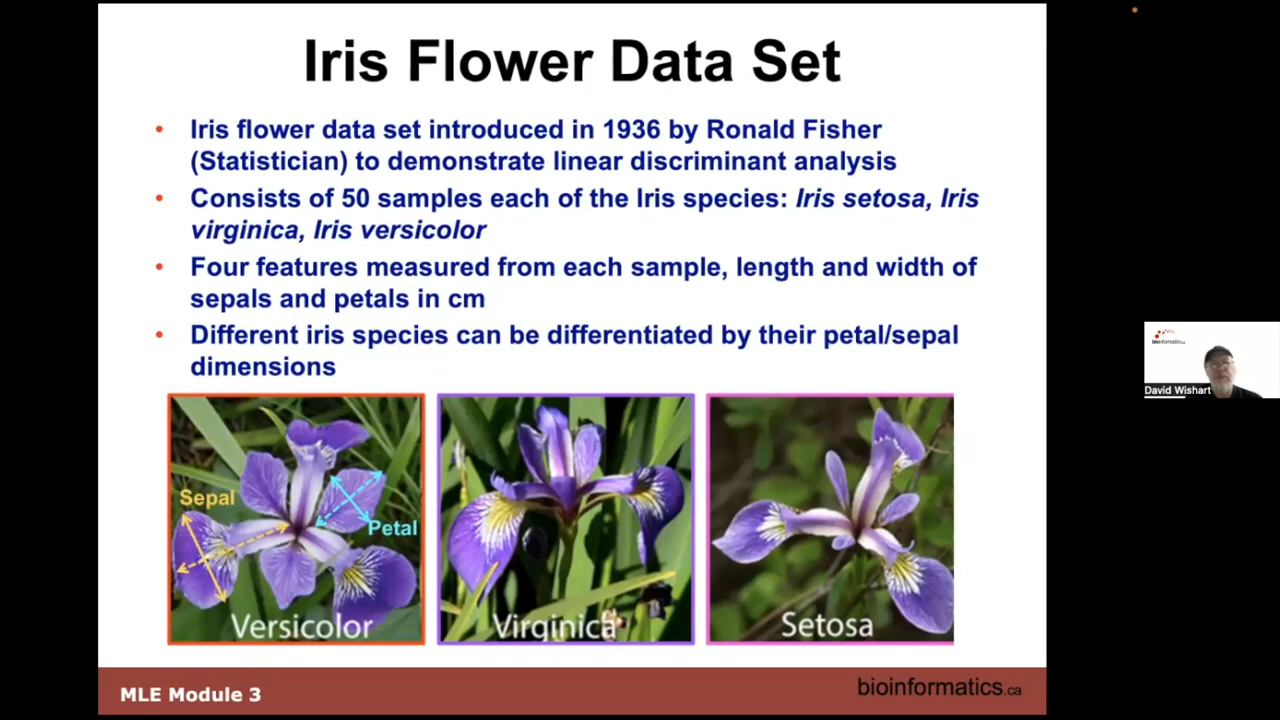 Iris Flower Data Set
• Iris flower data set introduced in 1936 by Ronald Fisher
(Statistician) to demonstrate linear discriminant analysis
• Consists of 50 samples each of the Iris species: Iris setosa, Iris
virginica, Iris versicolor
• Four features measured from each sample, length and width of
sepals and petals in cm
• Different iris species can be differentiated by their petal/sepal
dimensions
Sepal
Petal
Versicolor
Virginica
Setosa
MLE Module 3
bioinformatics.ca
bioinformatics.ca
David Wishart